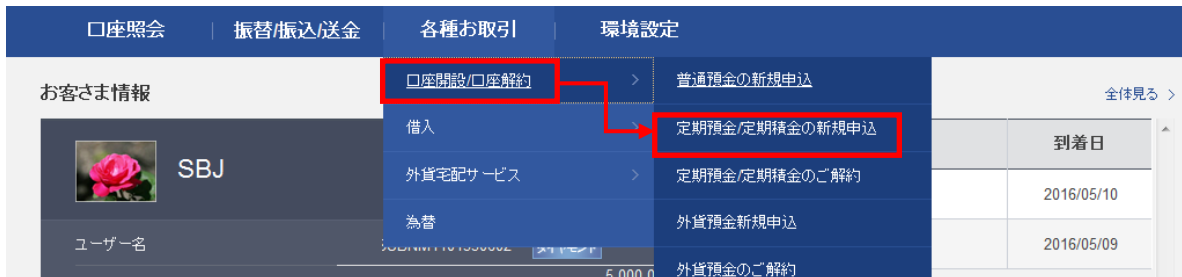 口座照会 振替/振込/送金 各種お取引 環境設定
口座開設/口座解約 > 普通預金の新規申込
お客さま情報 全体見る >
借入 > 定期預金/定期積金の新規申込
到着日
SBJ
外貨宅配サービス > 定期預金/定期積金のご解約
2016/05/10
為替 外貨預金新規申込
ユーザー名 ダイヤモンド 2016/05/09
外貨預金のご解約